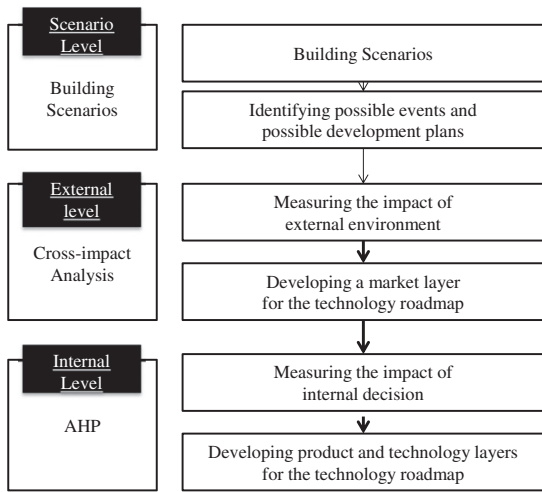 Scenario
Level
Building
Scenarios
Building Scenarios
Identifying possible events and
possible development plans
External
level
Cross-impact
Analysis
Measuring the impact of
external environment
Developing a market layer
for the technology roadmap
Internal
Level
AHP
Measuring the impact of
internal decision
Developing product and technology layers
for the technology roadmap